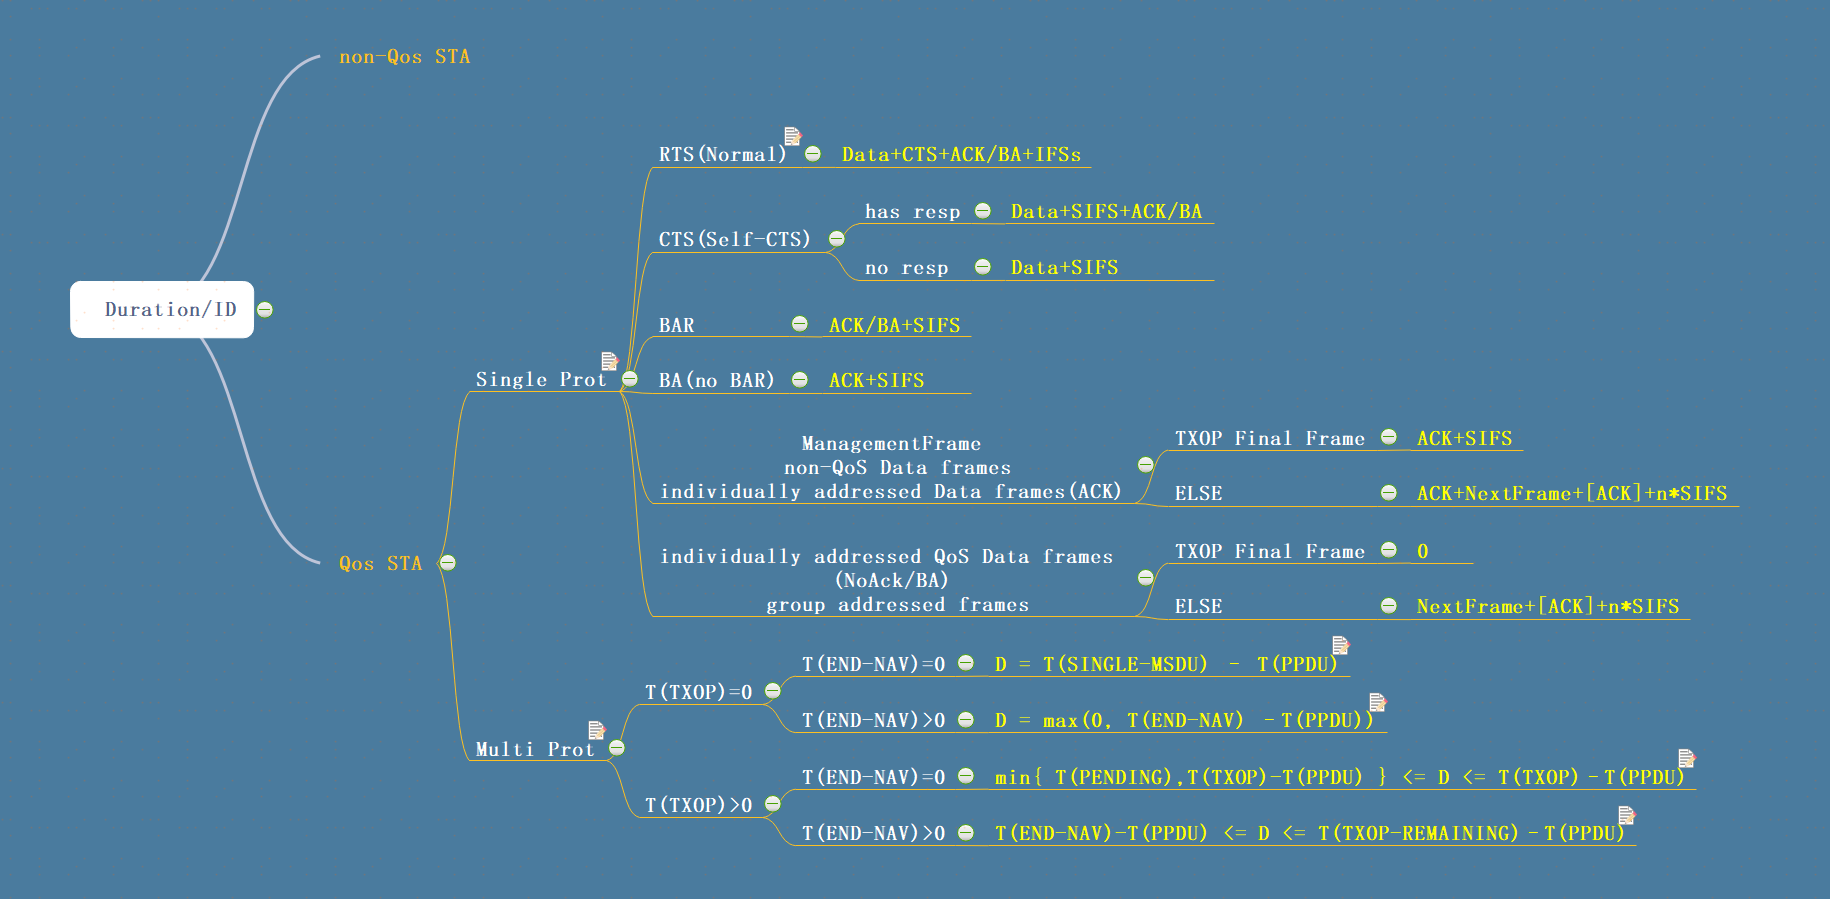 non-Qos STA
RTS(Normal) Data+CTS+ACK/BA+IFSs
has resp Data+SIFS+ACK/BA
CTS(Self-CTS)
no resp Data+SIFS
Duration/ID
BAR ACK/BA+SIFS
Single Prot
BA(no BAR) ACK+SIFS
ManagementFrame
non-QoS Data frames
individually addressed Data frames(ACK)
TXOP Final Frame ACK+SIFS
ELSE ACK+NextFrame+[ACK]+n*SIFS
individually addressed QoS Data frames
(NoAck/BA)
group addressed frames
TXOP Final Frame 0
ELSE NextFrame+[ACK]+n*SIFS
Qos STA
T(END-NAV)=0 D = T(SINGLE-MSDU) - T(PPDU)
T(TXOP)=0
T(END-NAV)>0 D = max(0, T(END-NAV) -T(PPDU))
Multi Prot
T(END-NAV)=0 min{ T(PENDING),T(TXOP)-T(PPDU) } <= D <= T(TXOP)-T(PPDU)
T(TXOP)>0
T(END-NAV)>0 T(END-NAV)-T(PPDU) <= D <= T(TXOP-REMAINING)-T(PPDU)